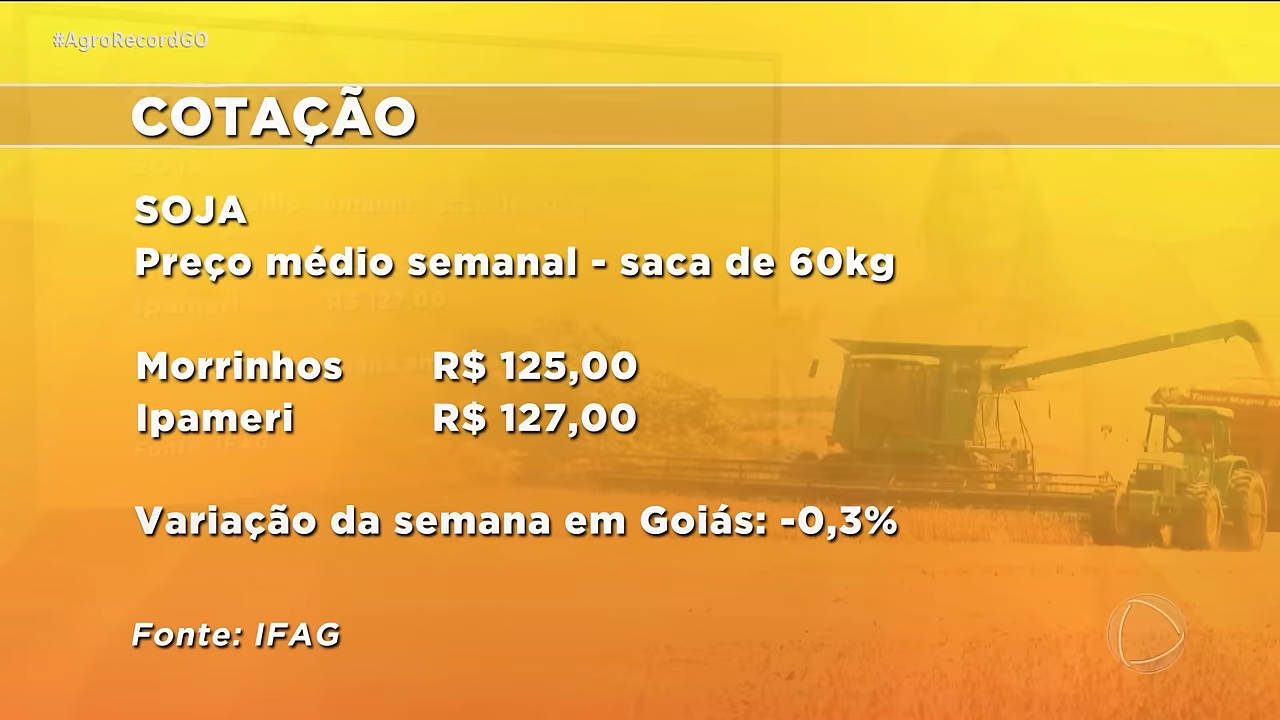 #AgroRecordGO
COTAÇÃO
SOJA
Preço médio semanal - saca de 60kg
Morrinhos R$ 125,00
Ipameri R$ 127,00
Variação da semana em Goiás: -0,3%
Fonte: IFAG